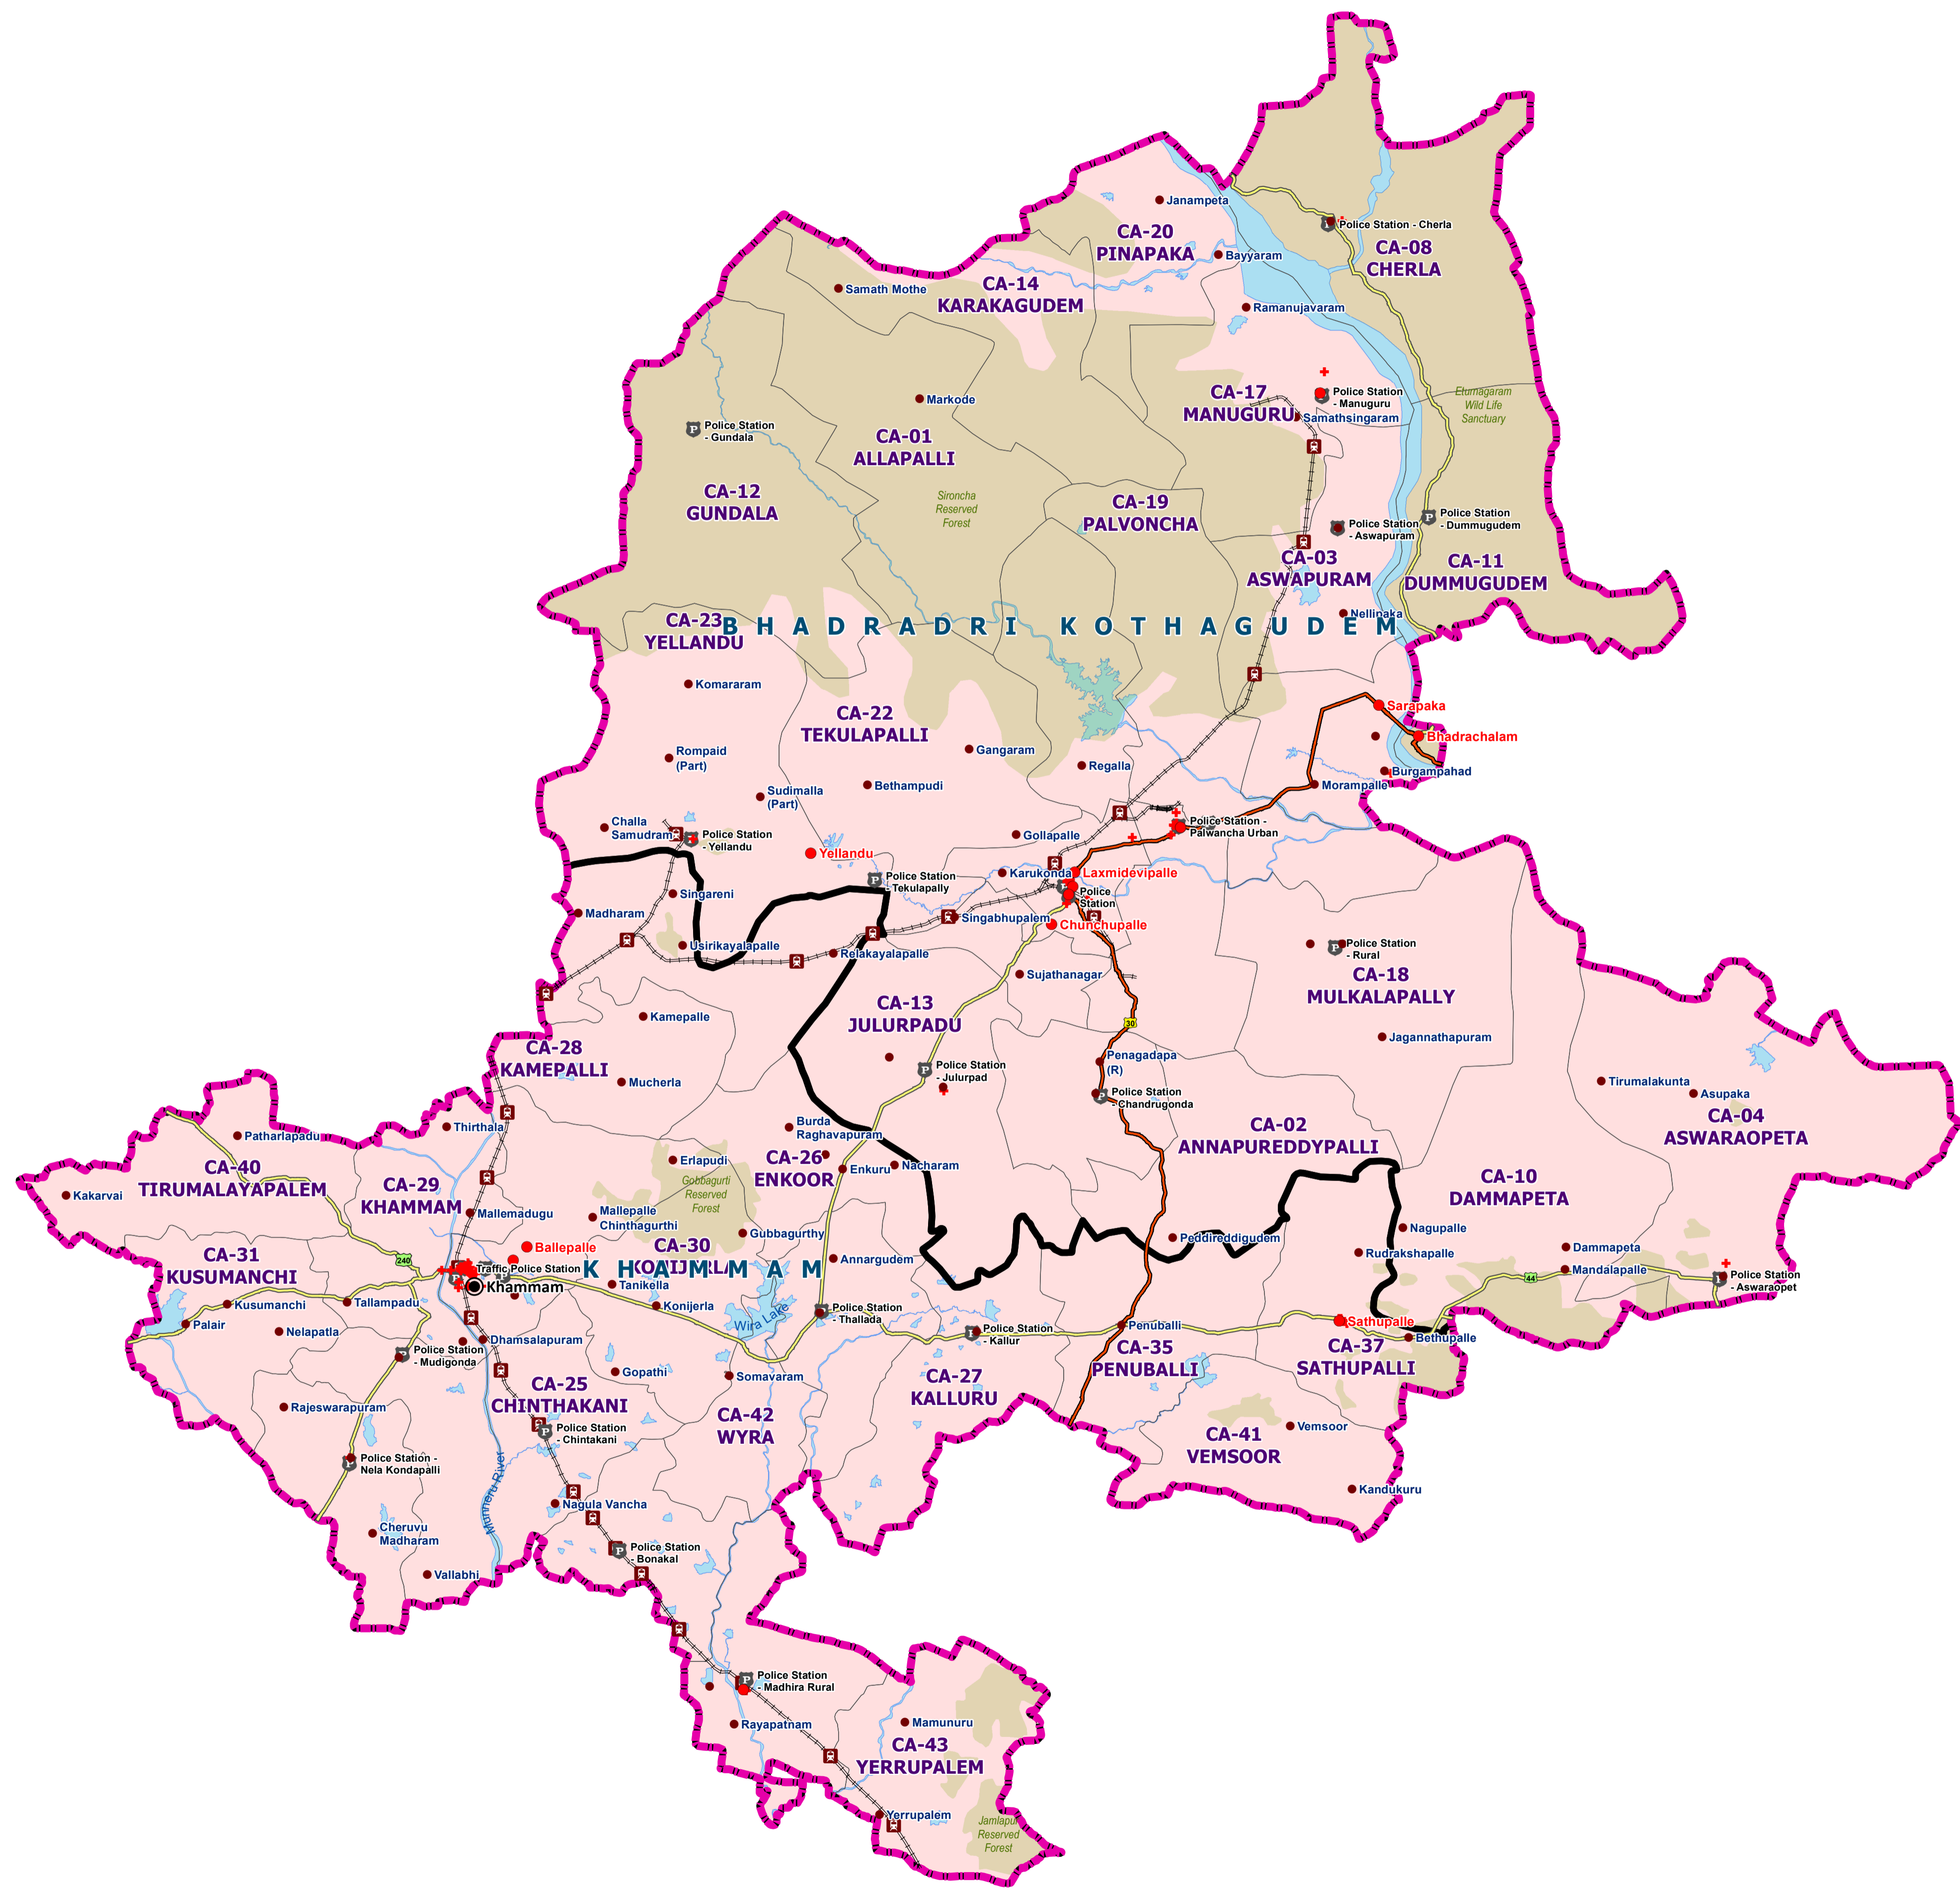 Janampeta
Police Station - Cherla
CA-20
PINAPAKA
CA-08
CHERLA
Bayyaram
Samath Mothe
CA-14
KARAKAGUDEM
Ramanujavaram
Police Station
- Manuguru
CA-17
MANUGURU
Samathsingaram
Eturnagaram
Wild Life
Sanctuary
Markode
Police Station
- Gundala
CA-01
ALLAPALLI
CA-12
GUNDALA
Sironcha
Reserved
Forest
CA-19
PALVONCHA
Police Station
- Aswapuram
Police Station
- Dummugudem
CA-03
ASWAPURAM
CA-11
DUMMUGUDEM
Nellipaka
CA-23
YELLANDU
BHADRADRI KOTHAGUDEM
Komararam
CA-22
TEKULAPALLI
Sarapaka
Bhadrachalam
Rompaid
(Part)
Gangaram
Regalla
Burgampahad
Morampalle
Sudimalla
(Part)
Bethampudi
Challa
Samudram
Police Station
- Yellandu
Gollapalle
Police Station -
Palwancha Urban
Yellandu
Police Station
- Tekulapally
Karukonda
Laxmidevipalle
Police
Station
Singareni
Madharam
Singabhupalem
Chunchupalle
Usirikayalapalle
Relakayalapalle
Sujathanagar
Police Station
- Rural
CA-18
MULKALAPALLY
Kamepalle
CA-13
JULURPADU
30
Jagannathapuram
CA-28
KAMEPALLI
Mucherla
Police Station
- Julurpad
Penagadapa
(R)
Police Station
- Chandrugonda
Tirumalakunta
Asupaka
CA-04
ASWARAOPETA
Thirthala
Patharlapadu
Burda
Raghavapuram
CA-02
ANNAPUREDDYPALLI
CA-40
TIRUMALAYAPALEM
Kakarvai
CA-29
KHAMMAM
Erlapudi
Gobbagurti
Reserved
Forest
CA-26
ENKOOR
Enkuru
Nacharam
CA-10
DAMMAPETA
Mallemadugu
Mallepalle
Chinthagurthi
Gubbagurthy
Nagupalle
Peddireddigudem
Rudrakshapalle
Dammapeta
Mandalapalle
Ballepalle
CA-30
KONIJERLA
KHAMMAM
Annargudem
CA-31
KUSUMANCHI
240
Traffic Police Station
Khammam
Tanikella
44
Police Station
- Aswaraopet
Kusumanchi
Tallampadu
Konijerla
Wira Lake
Police Station
- Thallada
Palair
Nelapatla
Dhamsalapuram
Police Station
- Kallur
Penuballi
Sathupalle
Bethupalle
Police Station
- Mudigonda
CA-35
PENUBALLI
CA-37
SATHUPALLI
Gopathi
Somavaram
CA-25
CHINTHAKANI
CA-27
KALLURU
Rajeswarapuram
CA-42
WYRA
Police Station
- Chintakani
Vemsoor
CA-41
VEMSOOR
Police Station -
Nela Kondapalli
Munneru River
Nagula Vancha
Kandukuru
Cheruvu
Madharam
Police Station
- Bonakal
Vallabhi
Police Station
- Madhira Rural
Rayapatnam
Mamunuru
CA-43
YERRUPALEM
Yerrupalem
Jamlapur
Reserved
Forest